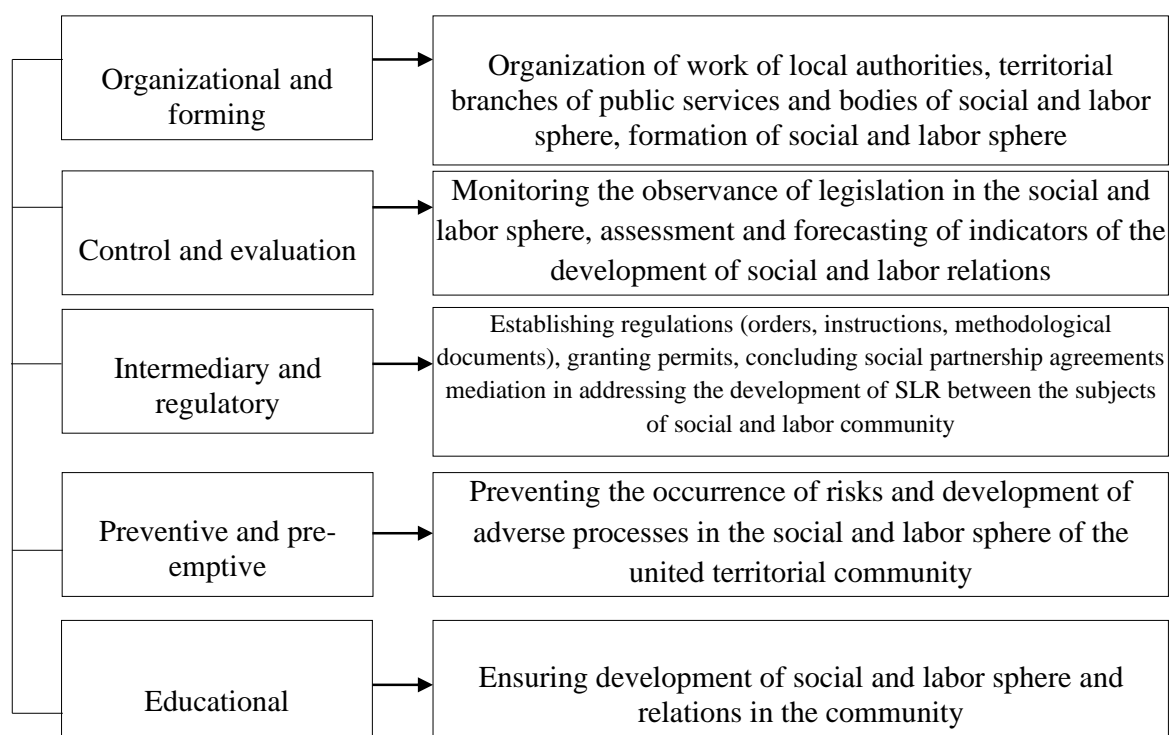 Organizational and
forming
Organization of work of local authorities, territorial
branches of public services and bodies of social and labor
sphere, formation of social and labor sphere
Control and evaluation
Monitoring the observance of legislation in the social and
labor sphere, assessment and forecasting of indicators of the
development of social and labor relations
Intermediary and
regulatory
Establishing regulations (orders, instructions, methodological
documents), granting permits, concluding social partnership agreements
mediation in addressing the development of SLR between the subjects
of social and labor community
Preventive and pre-
emptive
Preventing the occurrence of risks and development of
adverse processes in the social and labor sphere of the
united territorial community
Educational
Ensuring development of social and labor sphere and
relations in the community